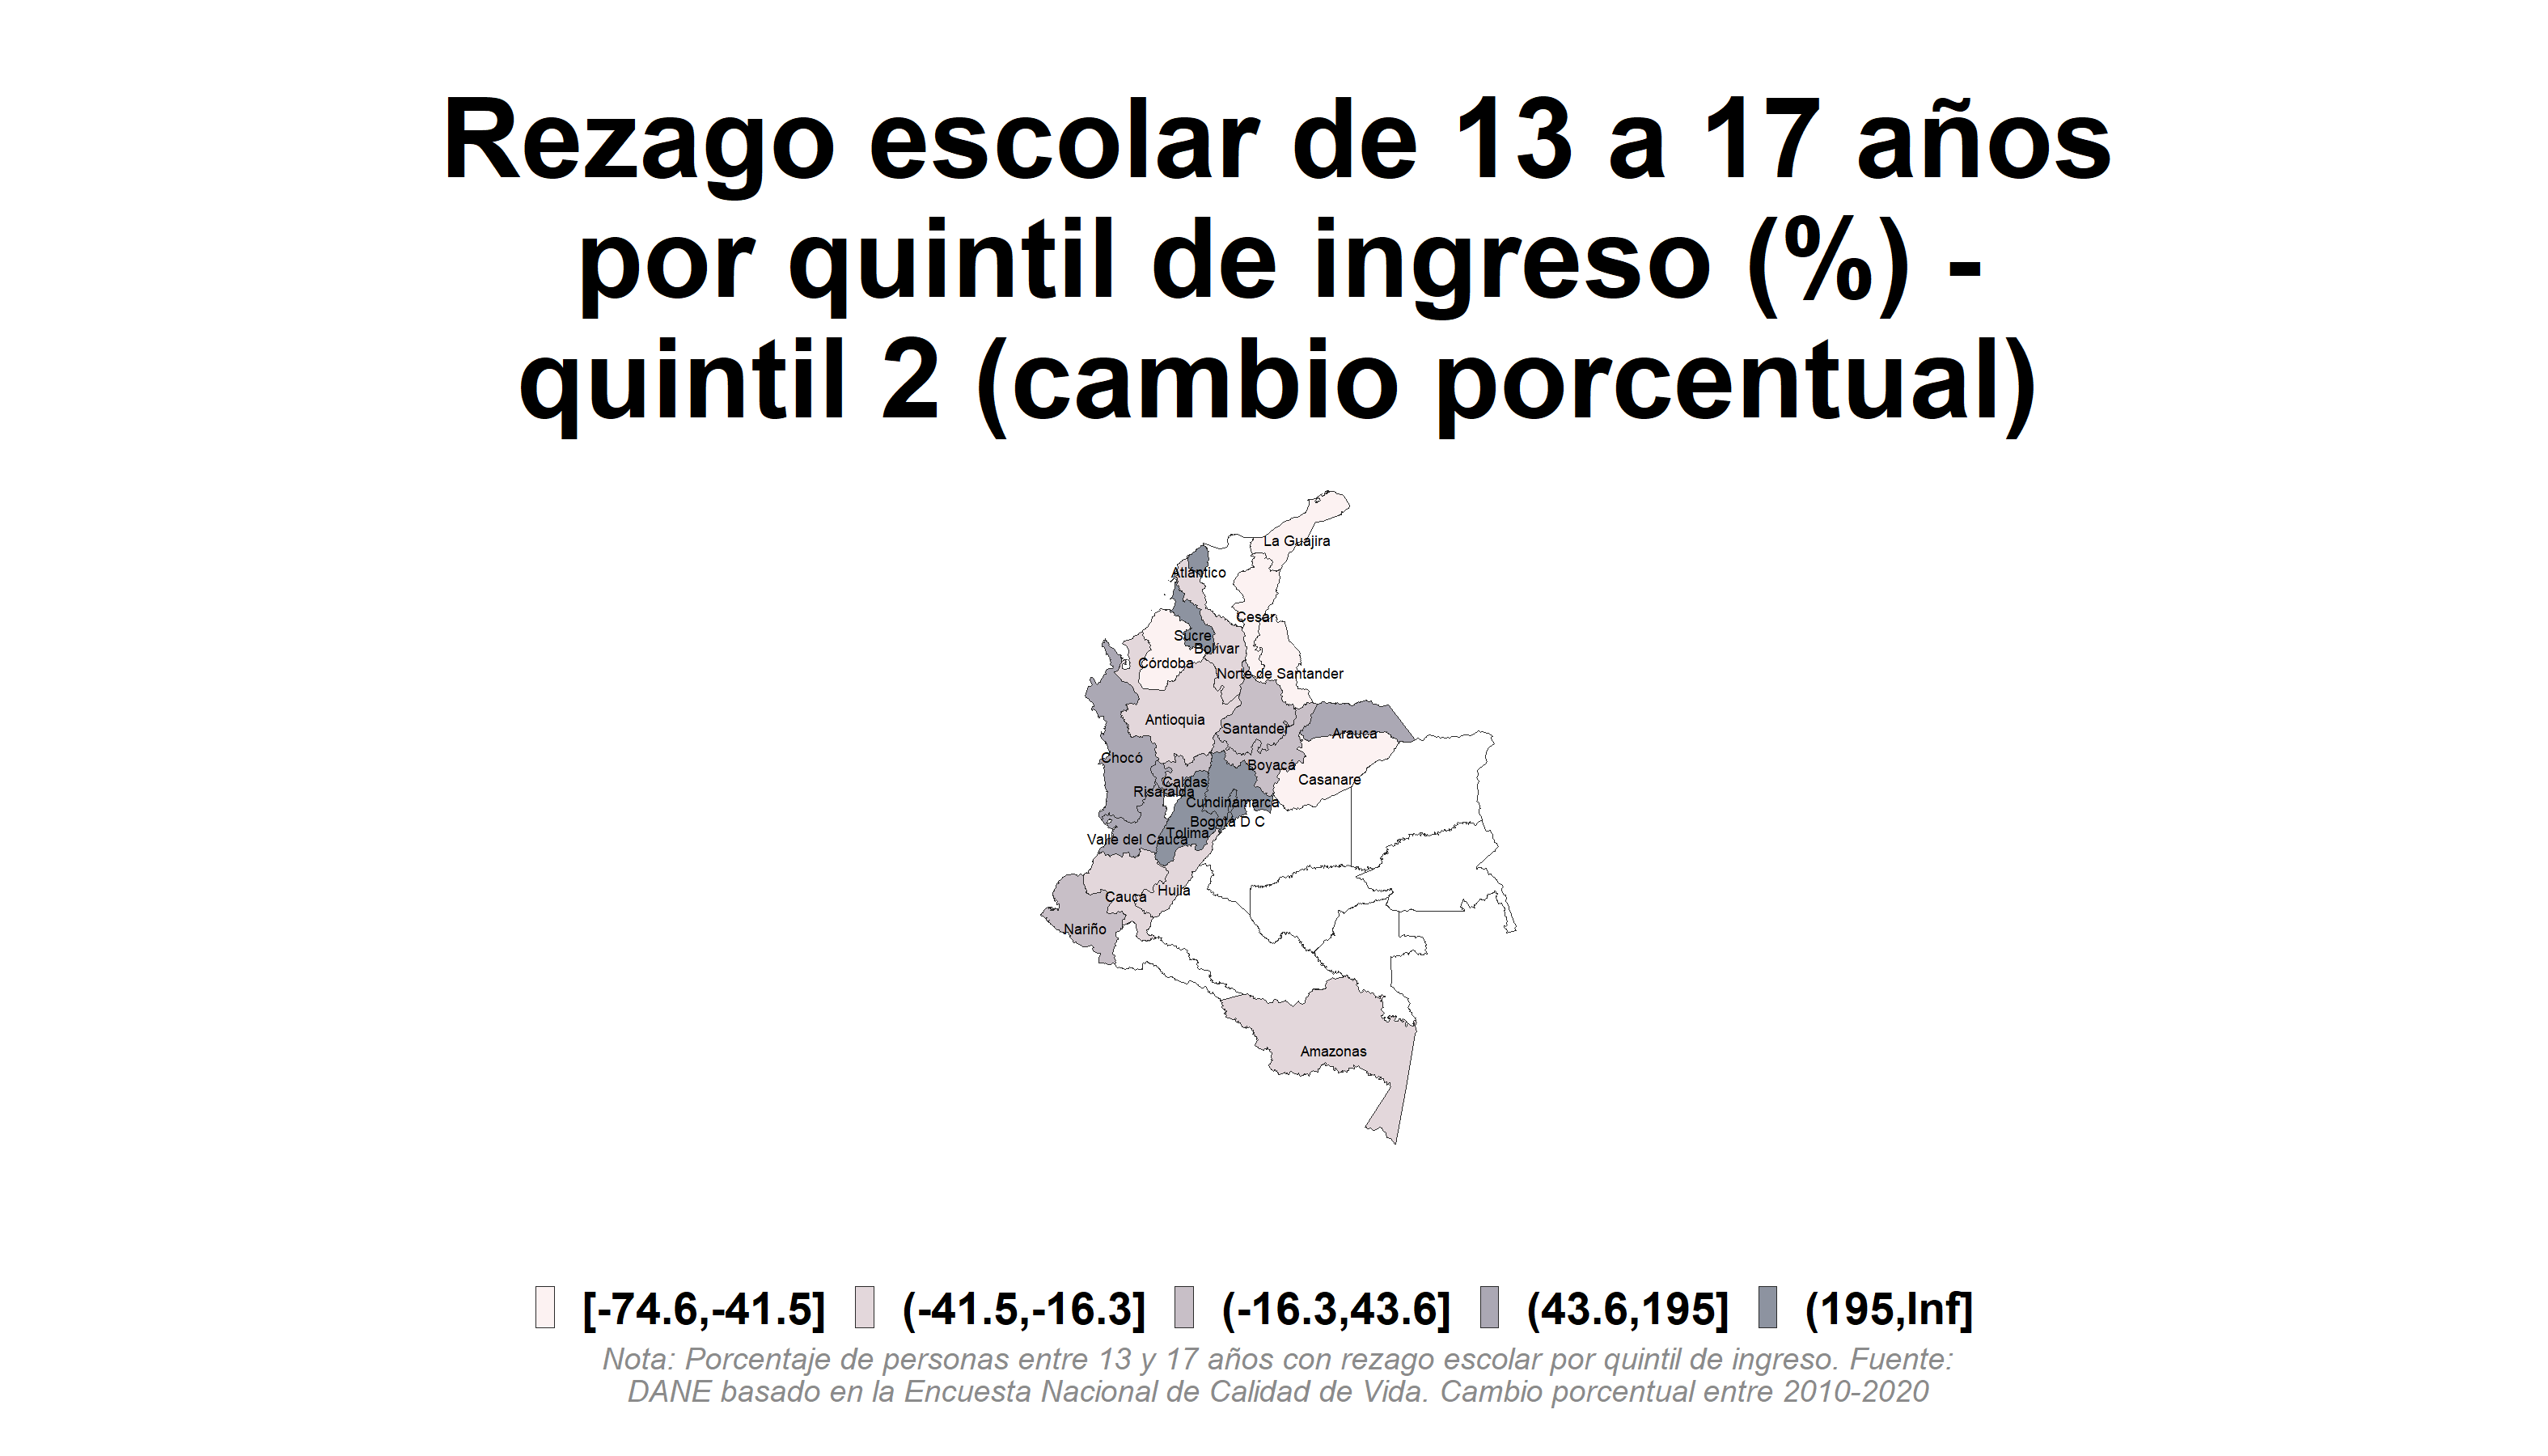 Rezago escolar de 13 a 17 años
por quintil de ingreso (%) -
quintil 2 (cambio porcentual)
La Guajira
Atlántico
Cesar
Sucre
Bolívar
Córdoba
Norte de Santander
Antioquia
Santander
Arauca
Chocó
Boyacá
Casanare
Caldas
Risaralda
Cundinamarca
Bogotá D C
Tolima
Valle del Cauca
Huila
Cauca
Nariño
Amazonas
[-74.6,-41.5] (-41.5,-16.3] (-16.3,43.6] (43.6,195] (195,Inf]
Nota: Porcentaje de personas entre 13 y 17 años con rezago escolar por quintil de ingreso. Fuente:
DANE basado en la Encuesta Nacional de Calidad de Vida. Cambio porcentual entre 2010-2020